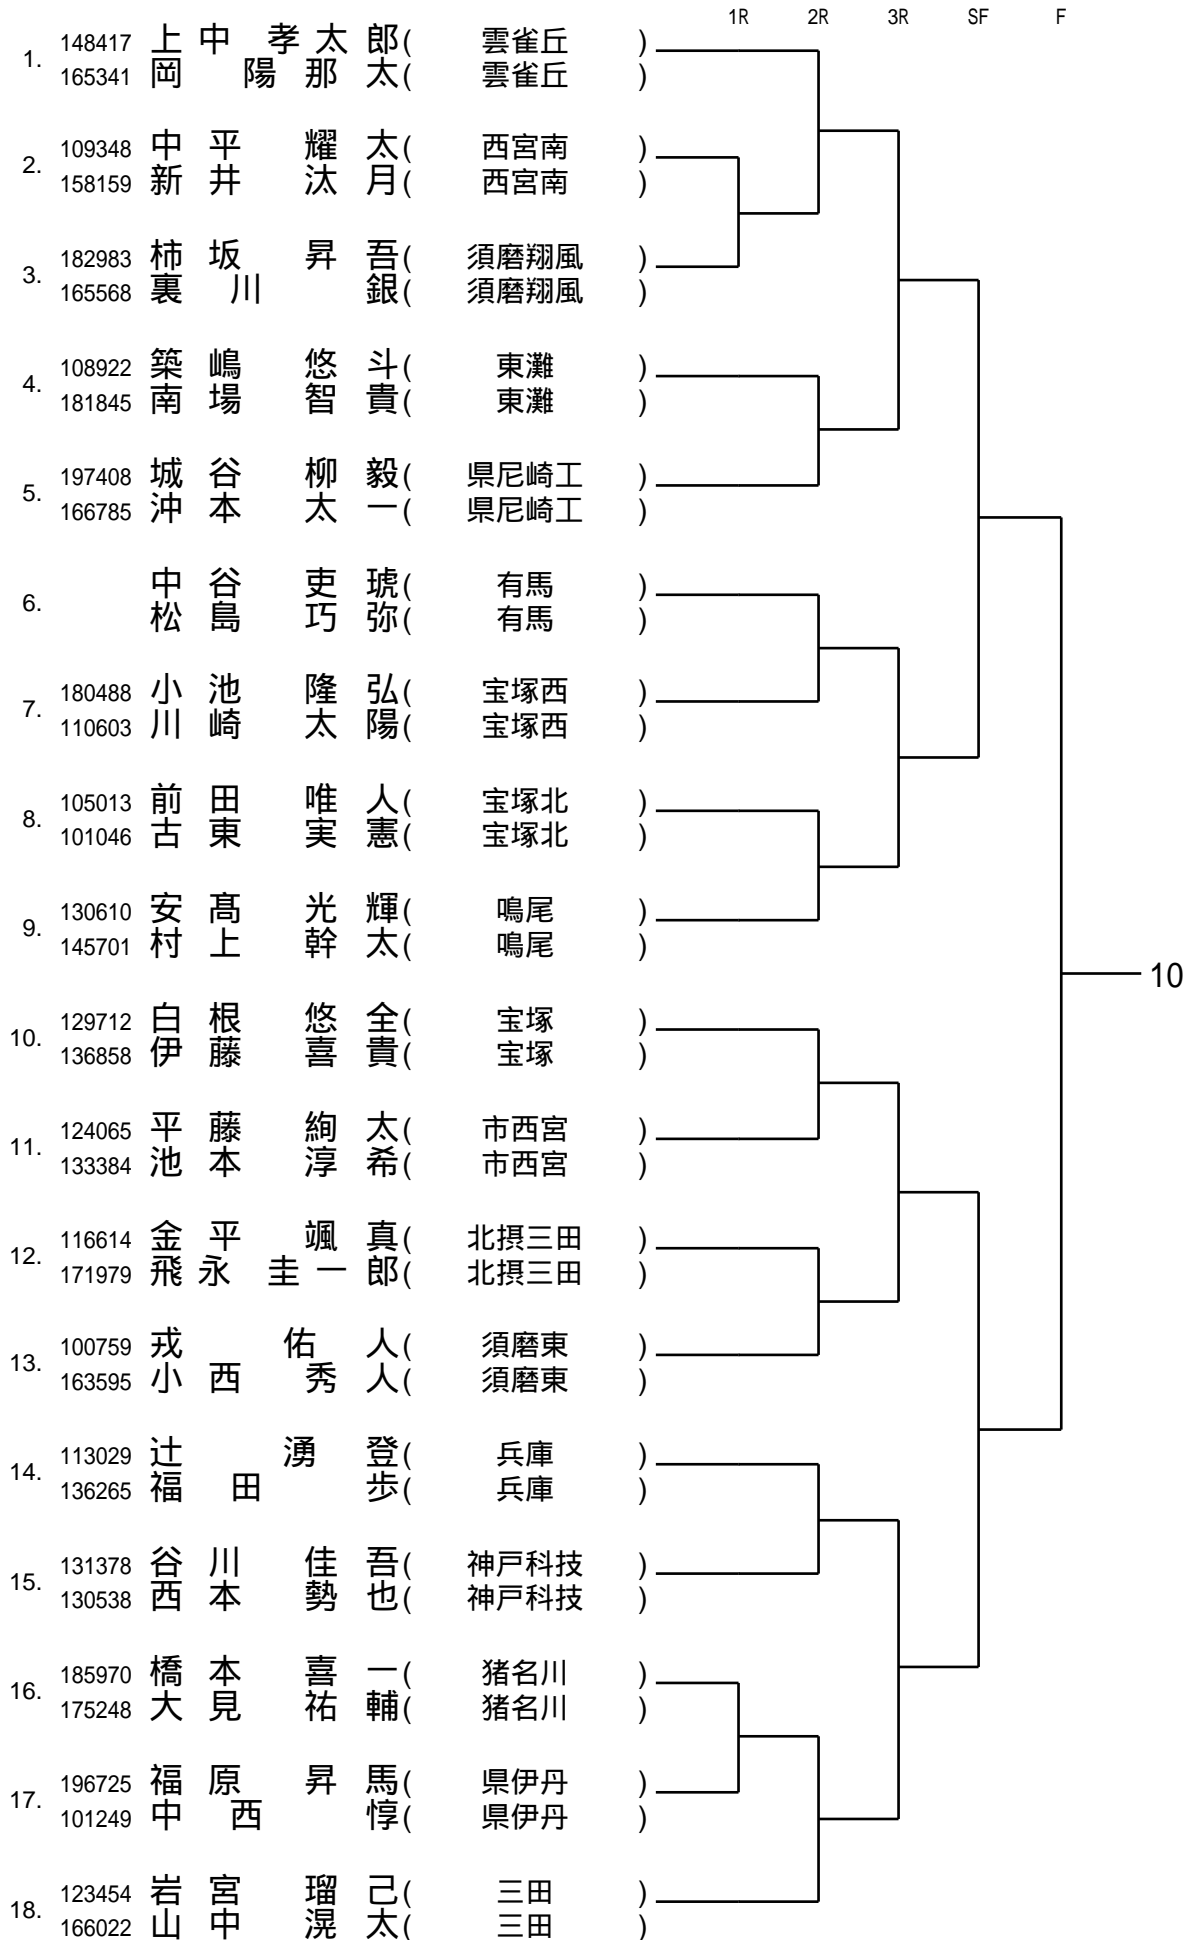 1R 2R 3R SF F
1. 148417 上中 孝太郎( 雲雀丘 )
165341 岡 陽那太( 雲雀丘 )
2. 109348 中平 耀太( 西宮南 )
158159 新井 汰月( 西宮南 )
3. 182983 柿坂 昇吾( 須磨翔風 )
165568 裏川 銀( 須磨翔風 )
4. 108922 築嶋 悠斗( 東灘 )
181845 南場 智貴( 東灘 )
5. 197408 城谷 柳毅( 県尼崎工 )
166785 沖本 太一( 県尼崎工 )
6. 中谷 吏琥( 有馬 )
松島 巧弥( 有馬 )
7. 180488 小池 隆弘( 宝塚西 )
110603 川崎 太陽( 宝塚西 )
8. 105013 前田 唯人( 宝塚北 )
101046 古東 実憲( 宝塚北 )
9. 130610 安髙 光輝( 鳴尾 )
145701 村上 幹太( 鳴尾 )
10
10. 129712 白根 悠全( 宝塚 )
136858 伊藤 喜貴( 宝塚 )
11. 124065 平藤 絢太( 市西宮 )
133384 池本 淳希( 市西宮 )
12. 116614 金平 颯真( 北摂三田 )
171979 飛永 圭一郎( 北摂三田 )
13. 100759 戎 佑人( 須磨東 )
163595 小西 秀人( 須磨東 )
14. 113029 辻 湧登( 兵庫 )
136265 福田 歩( 兵庫 )
15. 131378 谷川 佳吾( 神戸科技 )
130538 西本 勢也( 神戸科技 )
16. 185970 橋本 喜一( 猪名川 )
175248 大見 祐輔( 猪名川 )
17. 196725 福原 昇馬( 県伊丹 )
101249 中西 惇( 県伊丹 )
18. 123454 岩宮 瑠己( 三田 )
166022 山中 滉太( 三田 )